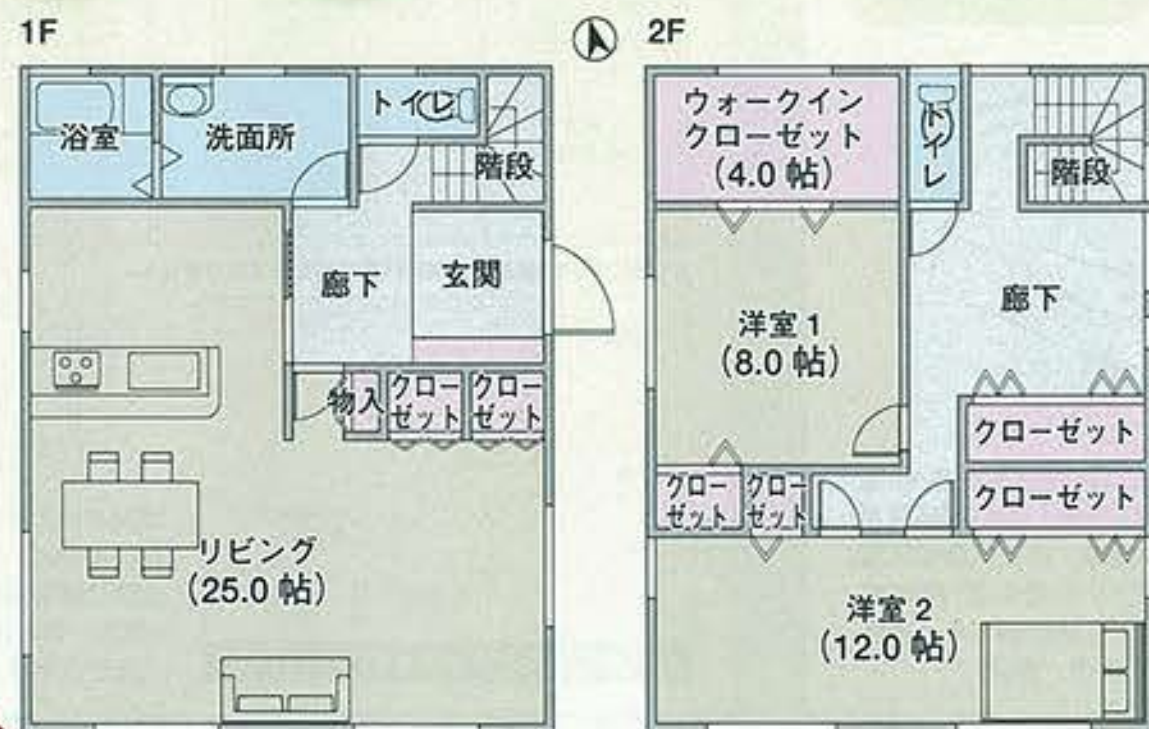 1F
浴室
洗面所
トイレ
階段
廊下
玄関
物入
クロー
ゼット
クロー
ゼット
リビング
(25.0 帖)
2F
ウォークイン
クローゼット
(4.0 帖)
トイレ
階段
洋室 1
(8.0 帖)
廊下
クローゼット
クローゼット
クロー
ゼット
クロー
ゼット
洋室 2
(12.0 帖)